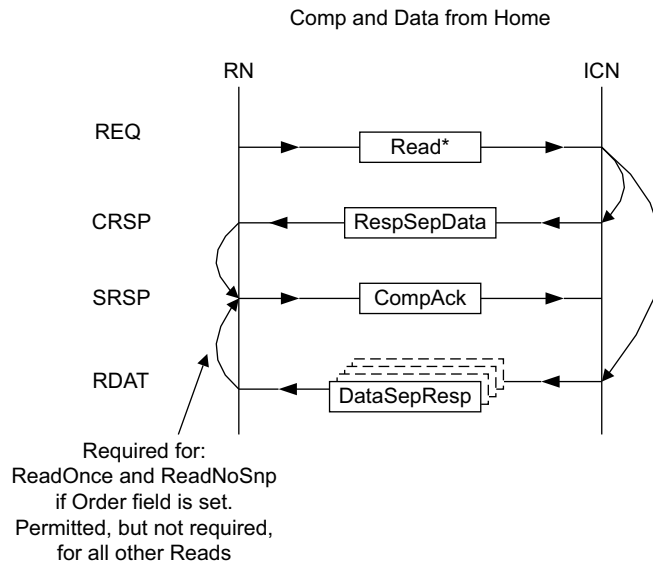 Comp and Data from Home
RN
ICN
REQ
Read*
CRSP
RespSepData
SRSP
CompAck
RDAT
DataSepResp
Required for:
ReadOnce and ReadNoSnp
if Order field is set.
Permitted, but not required,
for all other Reads